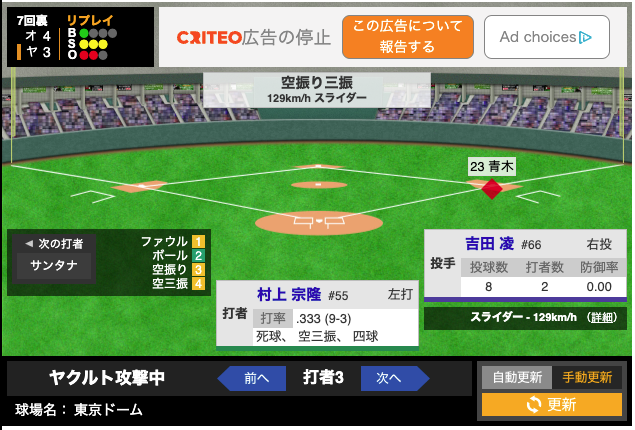 7回裏 リプレイ
オ 4
ヤ 3
B
S
O
CRITEO 広告の停止
この広告について
報告する
Ad choices
空振り三振
129km/h スライダー
23 青木
◀ 次の打者
サンタナ
ファウル 1
ボール 2
空振り 3
空三振 4
投手
吉田 凌 #66 右投
投球数 打者数 防御率
8 2 0.00
スライダー - 129km/h （詳細）
打者
村上 宗隆 #55 左打
打率 .333 (9-3)
死球、 空三振、 四球
ヤクルト攻撃中
前へ 打者3 次へ
自動更新 手動更新
更新
球場名： 東京ドーム